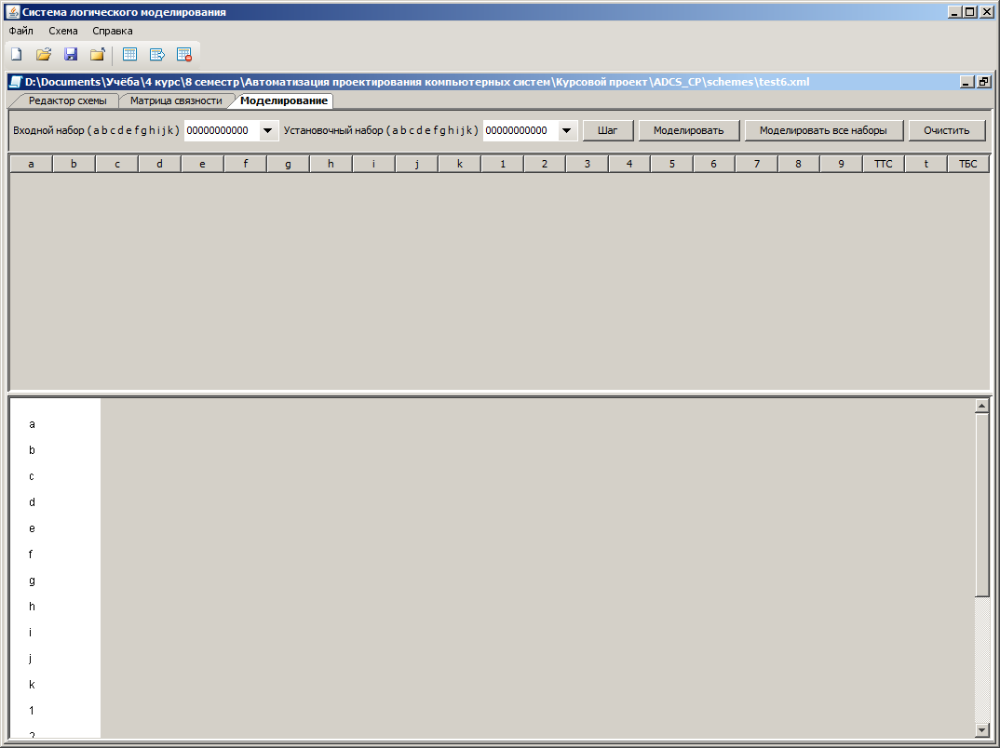 Система логического моделирования
Файл Схема Справка
D:\Documents\Учёба\4 курс\8 семестр\Автоматизация проектирования компьютерных систем\Курсовой проект\ADCS_CP\schemes\test6.xml
Редактор схемы Матрица связности Моделирование
Входной набор ( a b c d e f g h i j k ) 00000000000 Установочный набор ( a b c d e f g h i j k ) 00000000000 Шаг Моделировать Моделировать все наборы Очистить
a b c d e f g h i j k 1 2 3 4 5 6 7 8 9 ТТС t ТБС
a
b
c
d
e
f
g
h
i
j
k
1
2